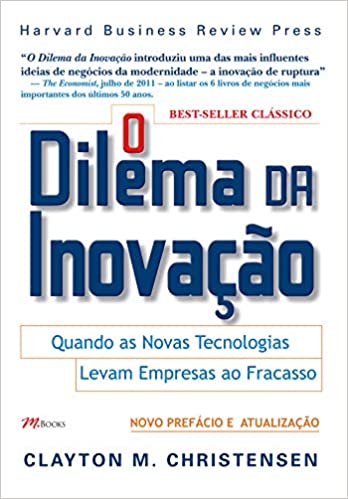 Harvard Business Review Press
“O Dilema da Inovação introduziu uma das mais influentes
ideias de negócios da modernidade – a inovação de ruptura”
— The Economist, julho de 2011 – ao listar os 6 livros de negócios mais
importantes dos últimos 50 anos.
BEST-SELLER CLÁSSICO
O
Dilema DA
Inovação
Quando as Novas Tecnologias
Levam Empresas ao Fracasso
M. BOOKS
NOVO PREFÁCIO E ATUALIZAÇÃO
CLAYTON M. CHRISTENSEN